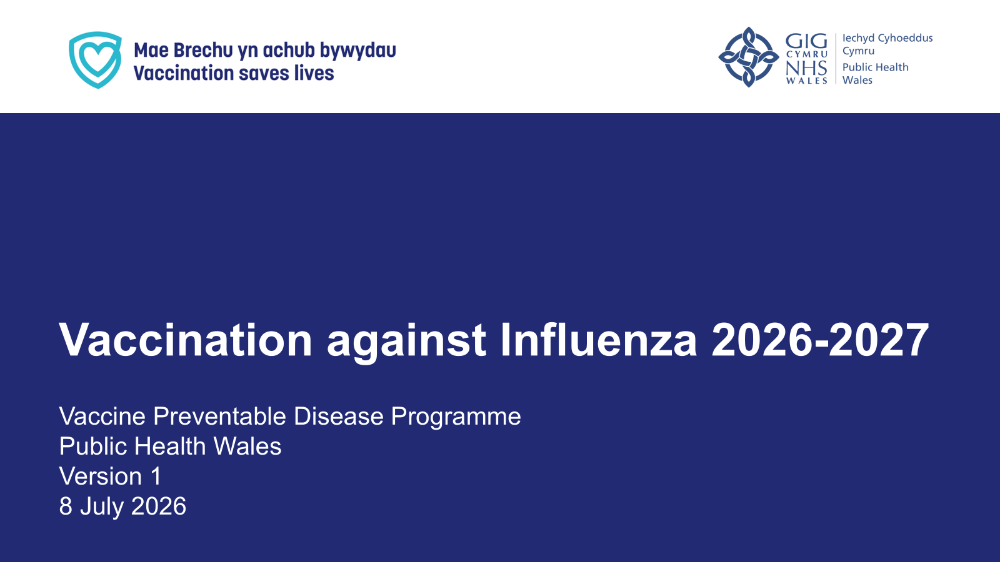 Mae Brechu yn achub bywydau
Vaccination saves lives
GIG
CYMRU
NHS
WALES
Iechyd Cyhoeddus
Cymru
Public Health
Wales
Vaccination against Influenza 2026-2027
Vaccine Preventable Disease Programme
Public Health Wales
Version 1
8 July 2026